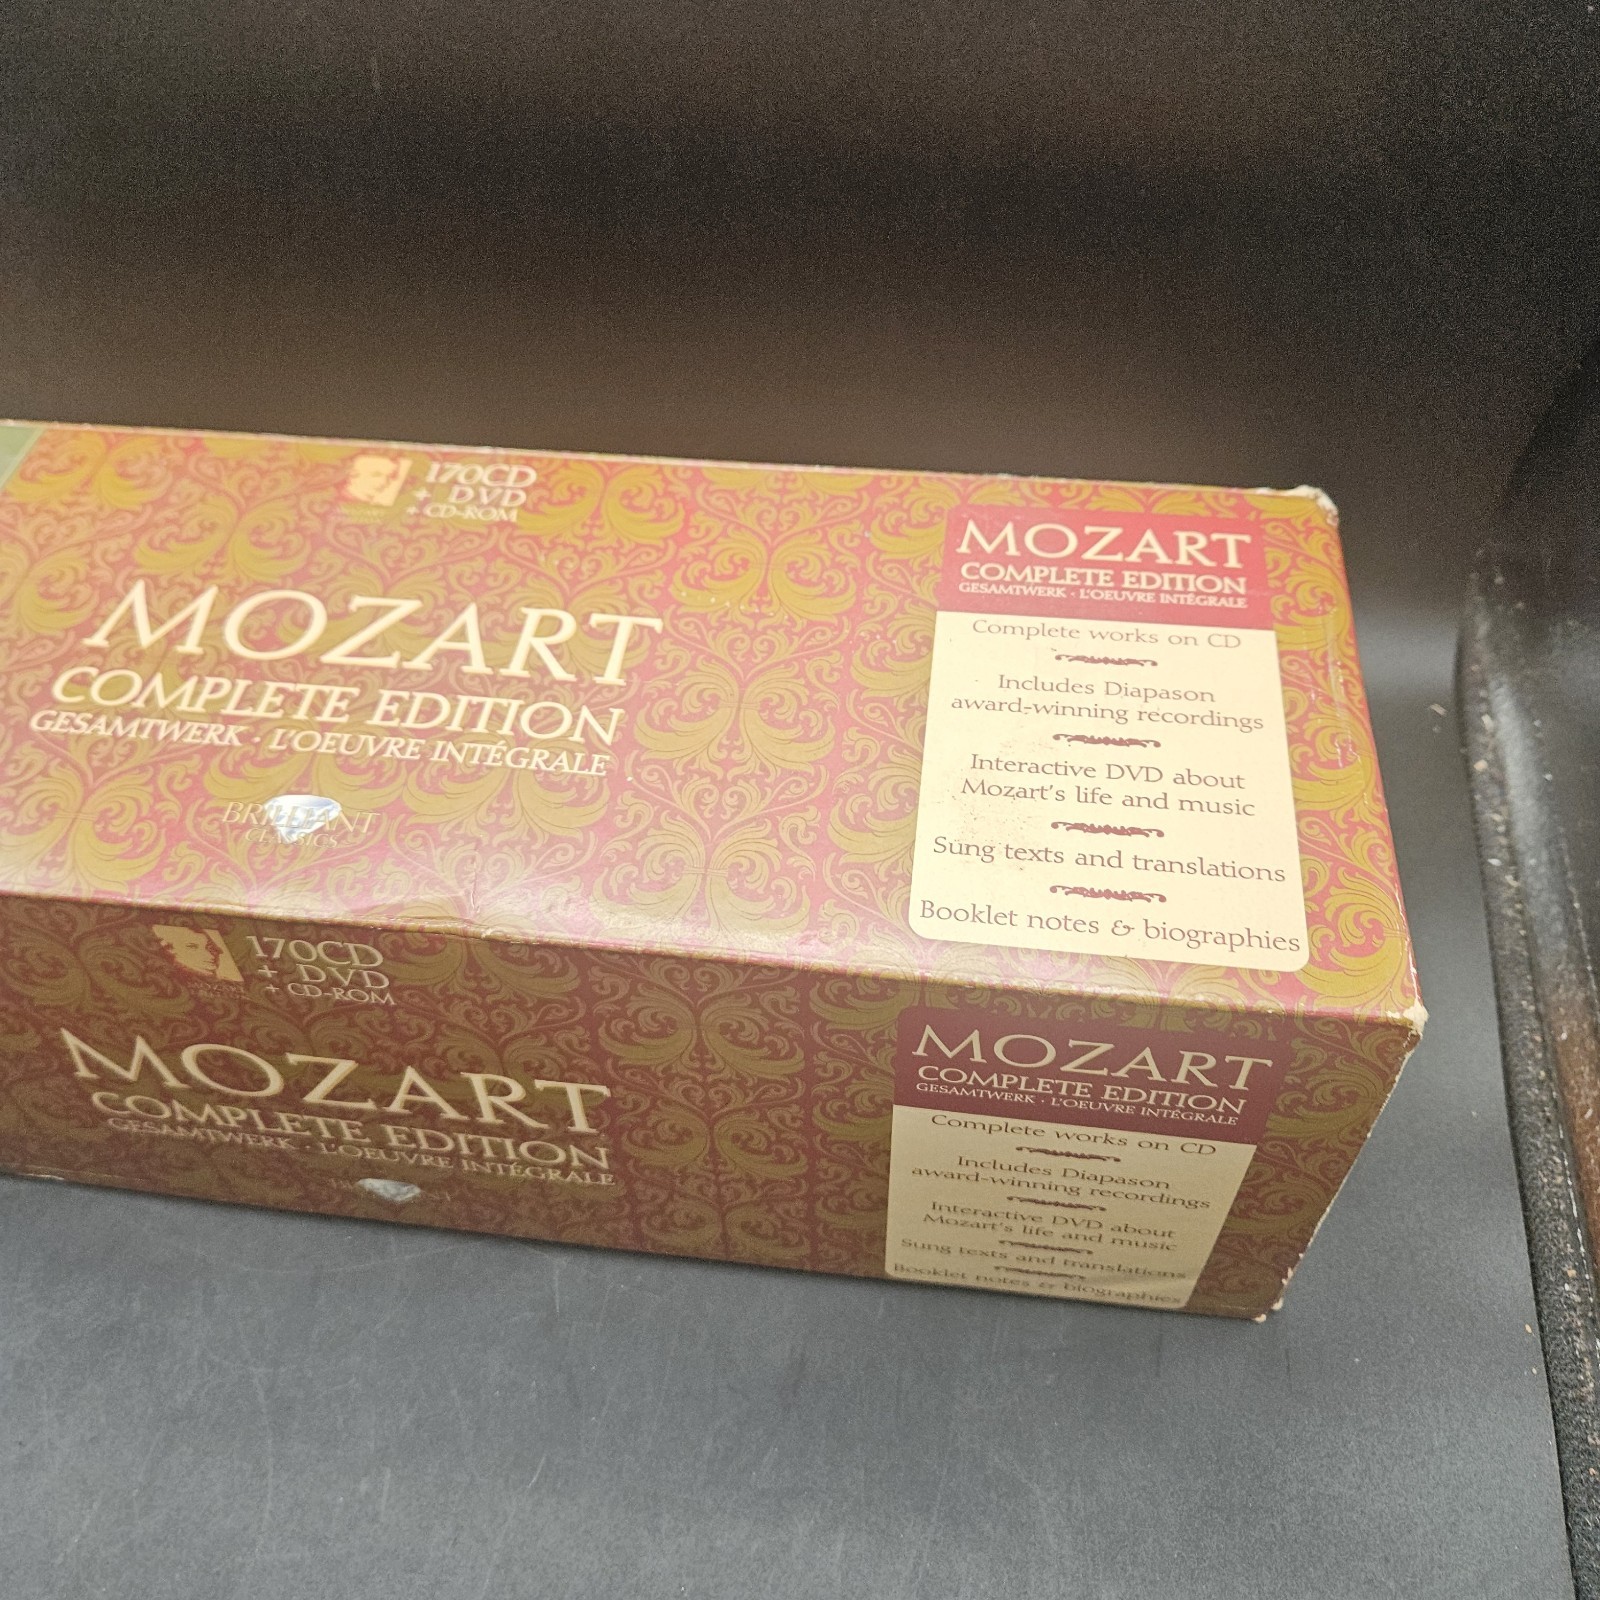 170CD
+ DVD
+ CD-ROM
MOZART
COMPLETE EDITION
GESAMTWERK · L'OEUVRE INTÉGRALE
BRILLIANT
CLASSICS
MOZART
COMPLETE EDITION
GESAMTWERK · L'OEUVRE INTÉGRALE
Complete works on CD
Includes Diapason
award-winning recordings
Interactive DVD about
Mozart's life and music
Sung texts and translations
Booklet notes & biographies
170CD
+ DVD
+ CD-ROM
MOZART
COMPLETE EDITION
GESAMTWERK · L'OEUVRE INTÉGRALE
MOZART
COMPLETE EDITION
GESAMTWERK · L'OEUVRE INTÉGRALE
Complete works on CD
Includes Diapason
award-winning recordings
Interactive DVD about
Mozart's life and music
Sung texts and translations
Booklet notes & biographies